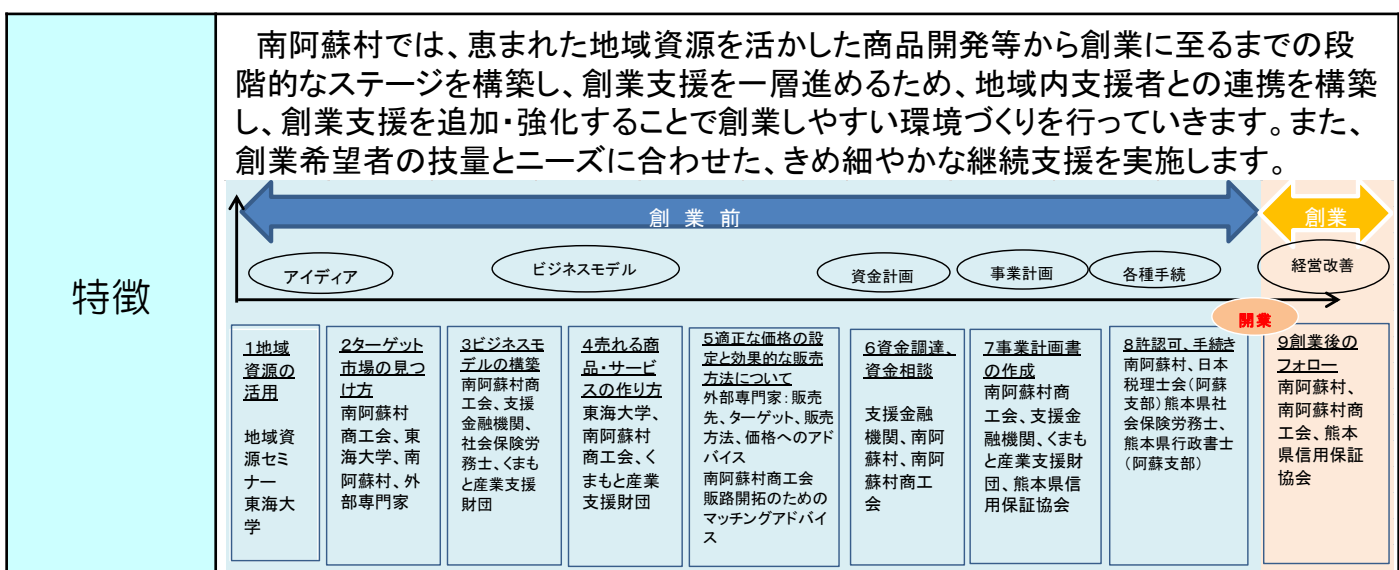 特徴
南阿蘇村では、恵まれた地域資源を活かした商品開発等から創業に至るまでの段
階的なステージを構築し、創業支援を一層進めるため、地域内支援者との連携を構築
し、創業支援を追加・強化することで創業しやすい環境づくりを行っていきます。また、
創業希望者の技量とニーズに合わせた、きめ細やかな継続支援を実施します。
創 業 前
創業
アイディア
ビジネスモデル
資金計画
事業計画
各種手続
経営改善
開業
1地域
資源の
活用
地域資
源セミ
ナー
東海大
学
2ターゲット
市場の見つ
け方
南阿蘇村
商工会、東
海大学、南
阿蘇村、外
部専門家
3ビジネスモ
デルの構築
南阿蘇村商
工会、支援
金融機関、
社会保険労
務士、くまも
と産業支援
財団
4売れる商
品・サービ
スの作り方
東海大学、
南阿蘇村
商工会、く
まもと産業
支援財団
5適正な価格の設
定と効果的な販売
方法について
外部専門家:販売
先、ターゲット、販売
方法、価格へのアド
バイス
南阿蘇村商工会
販路開拓のための
マッチングアドバイ
ス
6資金調達、
資金相談
支援金融
機関、南阿
蘇村、南阿
蘇村商工
会
7事業計画書
の作成
南阿蘇村商
工会、支援金
融機関、くまも
と産業支援財
団、熊本県信
用保証協会
8許認可、手続き
南阿蘇村、日本
税理士会(阿蘇
支部)熊本県社
会保険労務士、
熊本県行政書士
(阿蘇支部)
9創業後の
フォロー
南阿蘇村、
南阿蘇村商
工会、熊本
県信用保証
協会